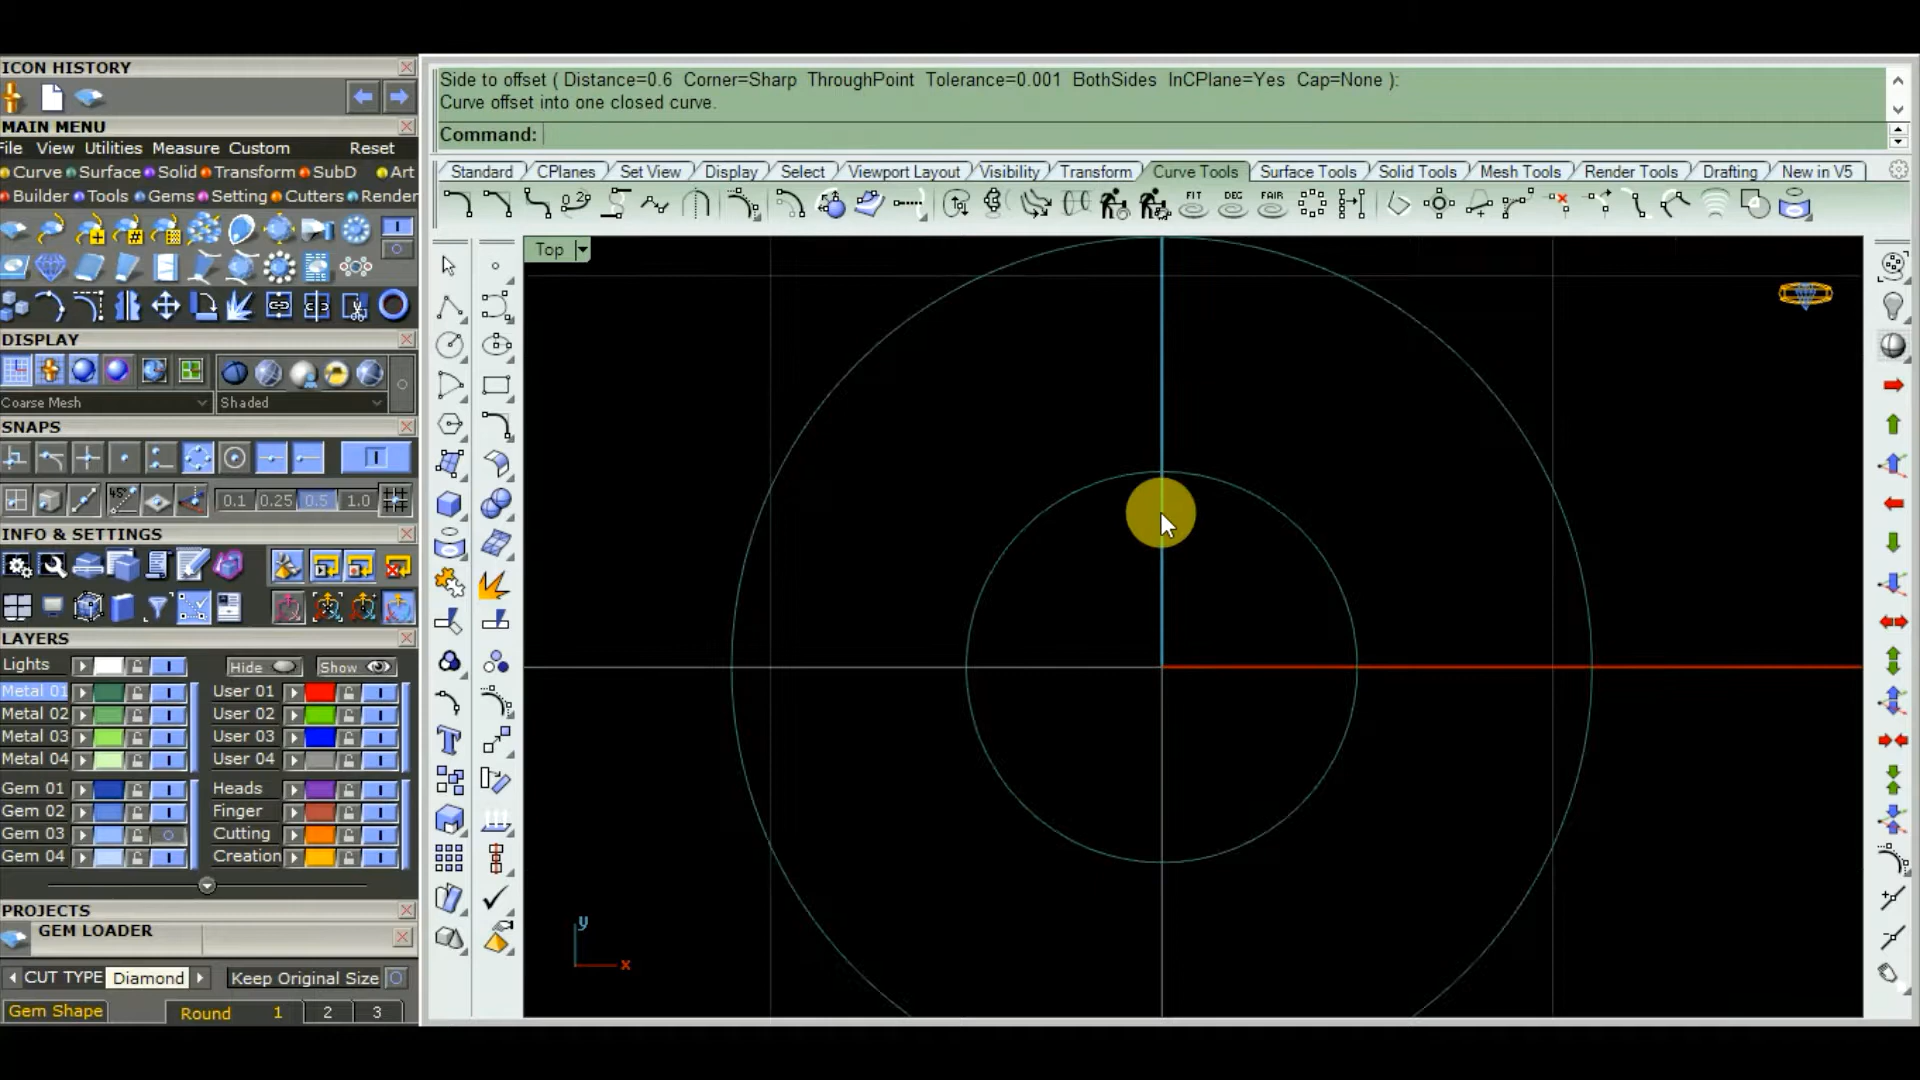 ICON HISTORY
MAIN MENU
File View Utilities Measure Custom Reset
Curve Surface Solid Transform SubD Art
Builder Tools Gems Setting Cutters Render
DISPLAY
Coarse Mesh Shaded
SNAPS
45°
0.1 0.25 0.5 1.0
INFO & SETTINGS
LAYERS
Lights Hide Show
Metal 01 User 01
Metal 02 User 02
Metal 03 User 03
Metal 04 User 04
Gem 01 Heads
Gem 02 Finger
Gem 03 Cutting
Gem 04 Creation
PROJECTS
GEM LOADER
CUT TYPE Diamond Keep Original Size
Gem Shape Round 1 2 3
Side to offset ( Distance=0.6 Corner=Sharp ThroughPoint Tolerance=0.001 BothSides InCPlane=Yes Cap=None ):
Curve offset into one closed curve.
Command:
Standard CPlanes Set View Display Select Viewport Layout Visibility Transform Curve Tools Surface Tools Solid Tools Mesh Tools Render Tools Drafting New in V5
FIT DEG FAIR
Top
y
x